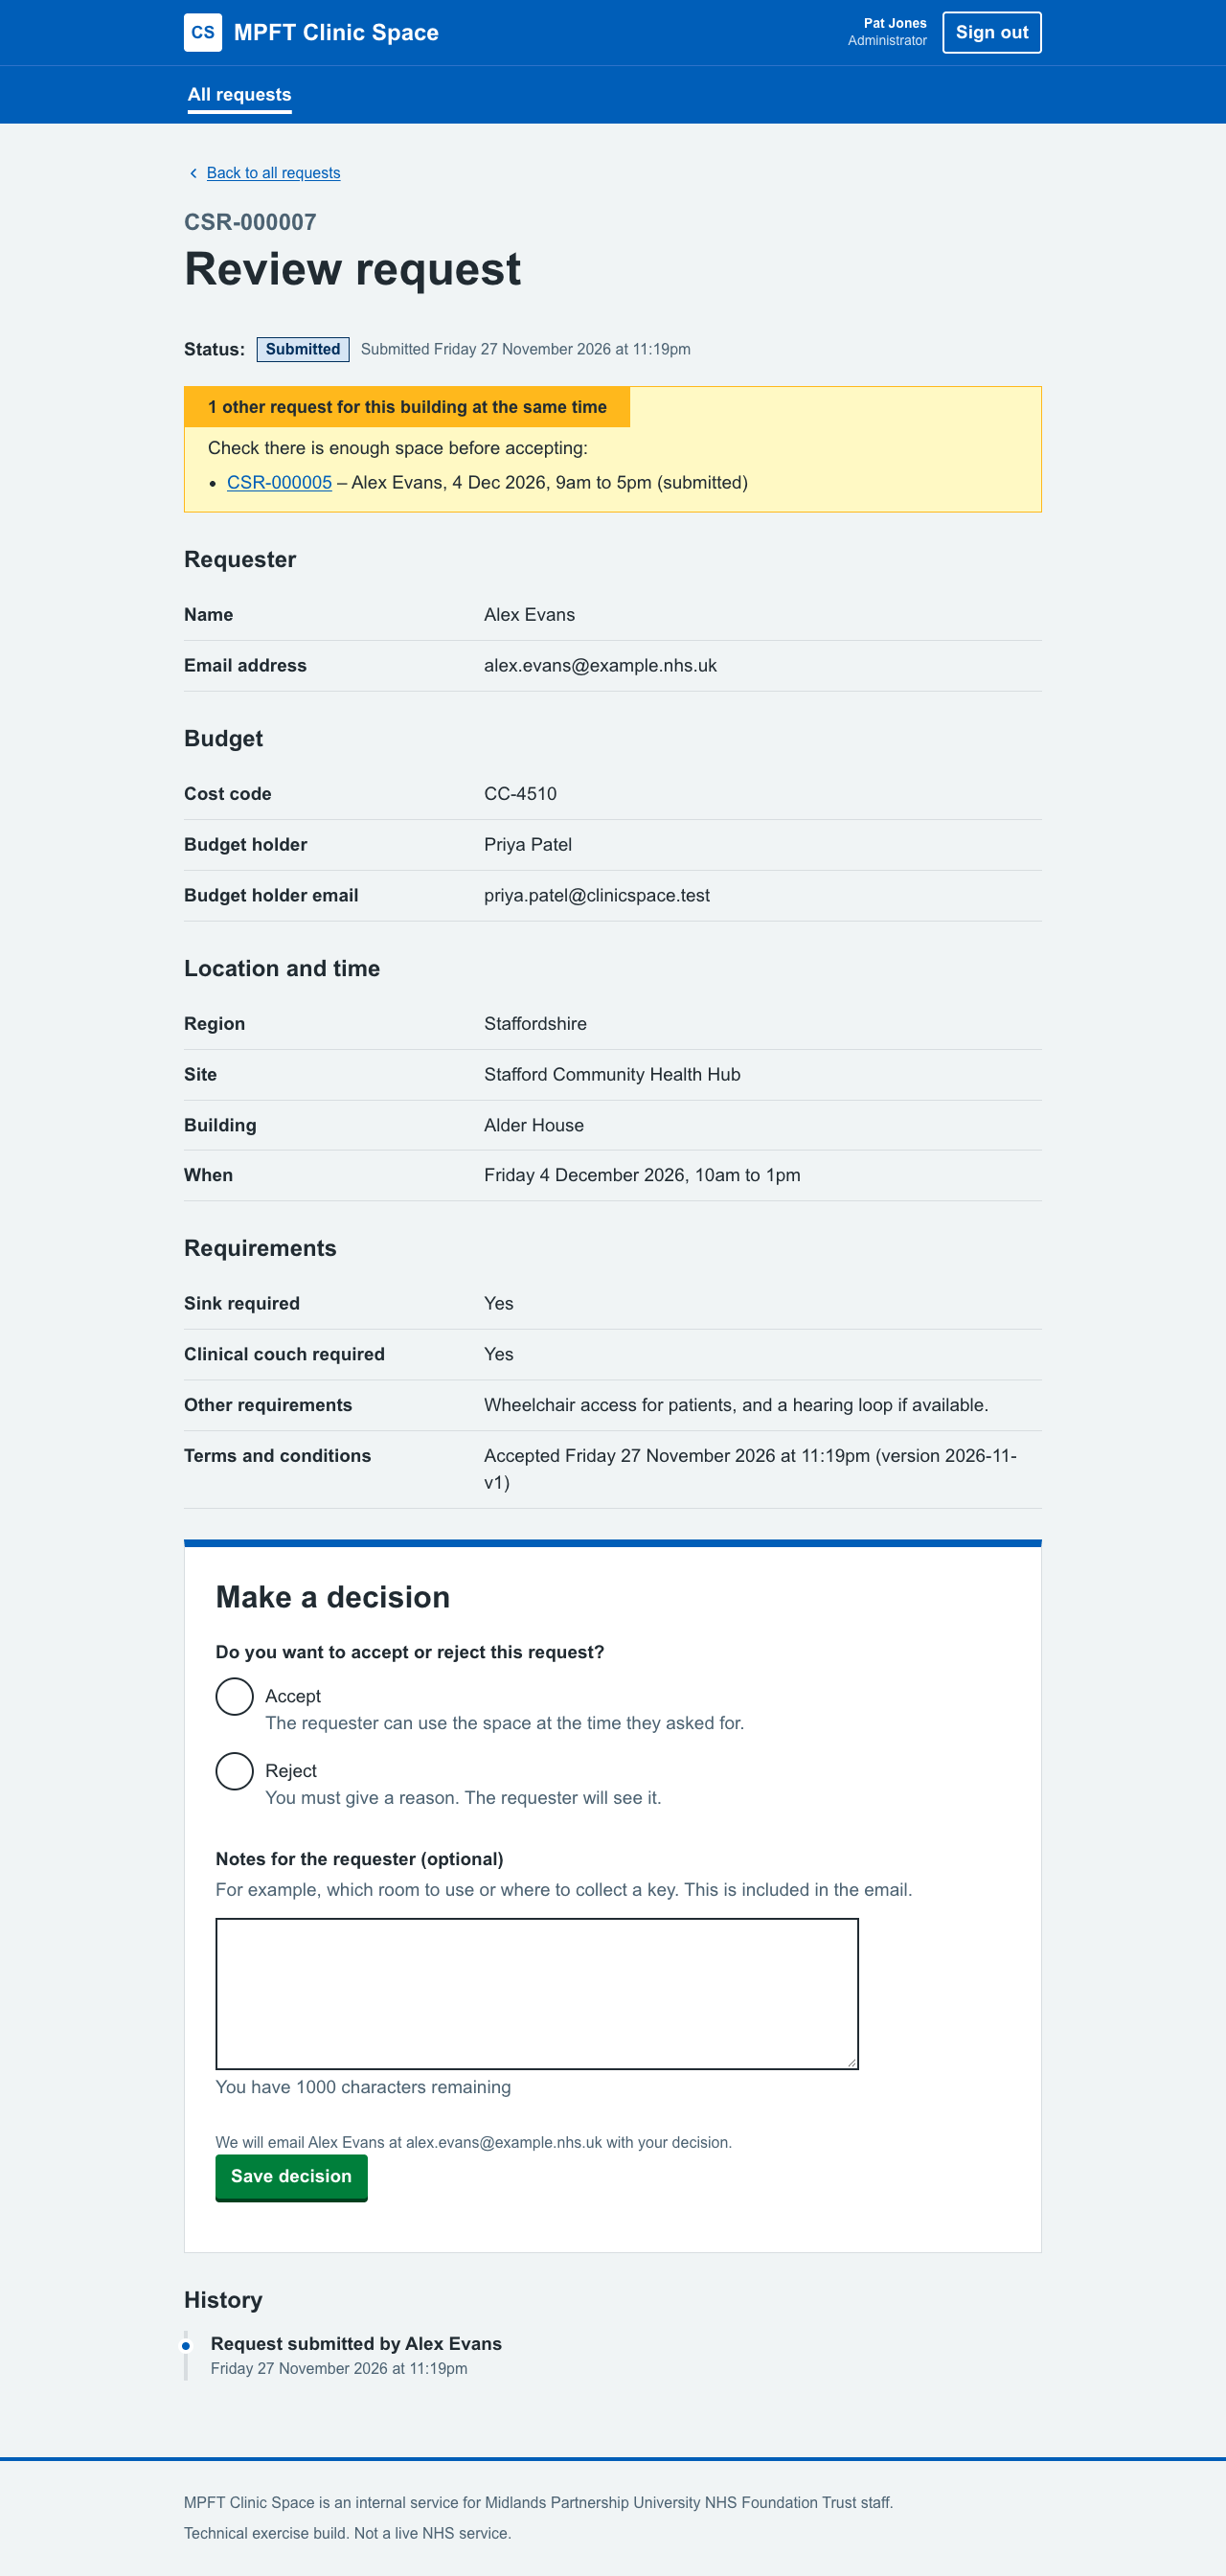 CS MPFT Clinic Space
Pat Jones
Administrator
Sign out
All requests
Back to all requests
CSR-000007
Review request
Status: Submitted Submitted Friday 27 November 2026 at 11:19pm
1 other request for this building at the same time
Check there is enough space before accepting:
• CSR-000005 – Alex Evans, 4 Dec 2026, 9am to 5pm (submitted)
Requester
Name Alex Evans
Email address alex.evans@example.nhs.uk
Budget
Cost code CC-4510
Budget holder Priya Patel
Budget holder email priya.patel@clinicspace.test
Location and time
Region Staffordshire
Site Stafford Community Health Hub
Building Alder House
When Friday 4 December 2026, 10am to 1pm
Requirements
Sink required Yes
Clinical couch required Yes
Other requirements Wheelchair access for patients, and a hearing loop if available.
Terms and conditions Accepted Friday 27 November 2026 at 11:19pm (version 2026-11-
v1)
Make a decision
Do you want to accept or reject this request?
Accept
The requester can use the space at the time they asked for.
Reject
You must give a reason. The requester will see it.
Notes for the requester (optional)
For example, which room to use or where to collect a key. This is included in the email.
You have 1000 characters remaining
We will email Alex Evans at alex.evans@example.nhs.uk with your decision.
Save decision
History
Request submitted by Alex Evans
Friday 27 November 2026 at 11:19pm
MPFT Clinic Space is an internal service for Midlands Partnership University NHS Foundation Trust staff.
Technical exercise build. Not a live NHS service.